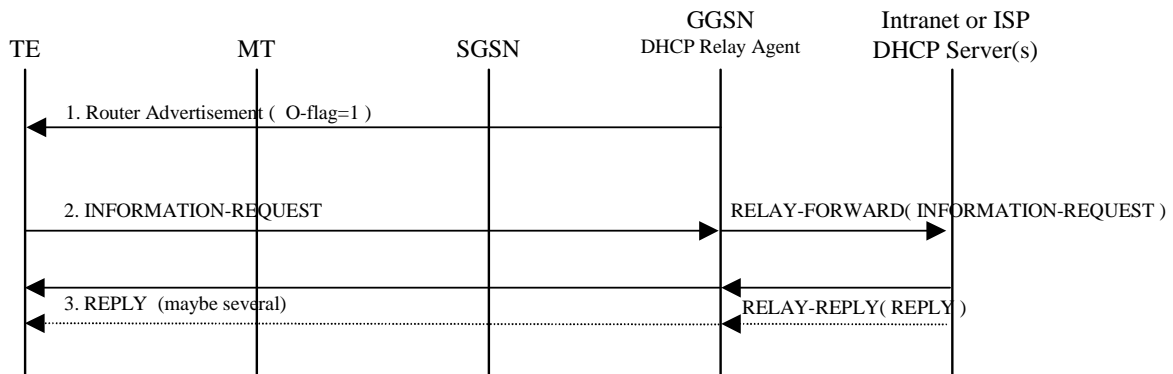 GGSN
Intranet or ISP
TE
MT
SGSN
DHCP Relay Agent
DHCP Server(s)
1. Router Advertisement ( O-flag=1 )
2. INFORMATION-REQUEST
RELAY-FORWARD( INFORMATION-REQUEST )
3. REPLY (maybe several)
RELAY-REPLY( REPLY )